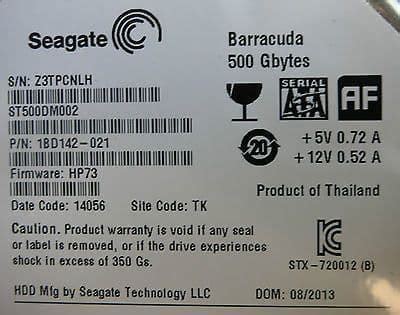 Seagate
Barracuda
500 Gbytes
S/N: Z3TPCNLH
ST500DM002
P/N: 1BD142-021
Firmware: HP73
SERIAL
ATA
AF
20
+5V 0.72 A
+12V 0.52 A
Product of Thailand
Date Code: 14056 Site Code: TK
Caution. Product warranty is void if any seal
or label is removed, or if the drive experiences
shock in excess of 350 Gs.
STX-720012 (B)
HDD Mfg by Seagate Technology LLC
DOM: 08/2013